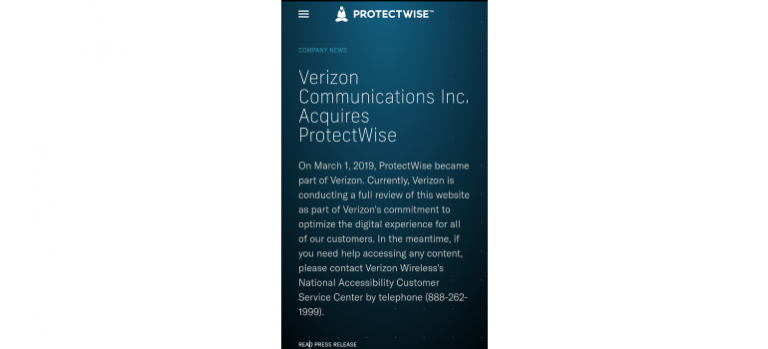 PROTECTWISE™
COMPANY NEWS
Verizon
Communications Inc.
Acquires
ProtectWise
On March 1, 2019, ProtectWise became
part of Verizon. Currently, Verizon is
conducting a full review of this website
as part of Verizon's commitment to
optimize the digital experience for all
of our customers. In the meantime, if
you need help accessing any content,
please contact Verizon Wireless's
National Accessibility Customer
Service Center by telephone (888-262-
1999).
READ PRESS RELEASE